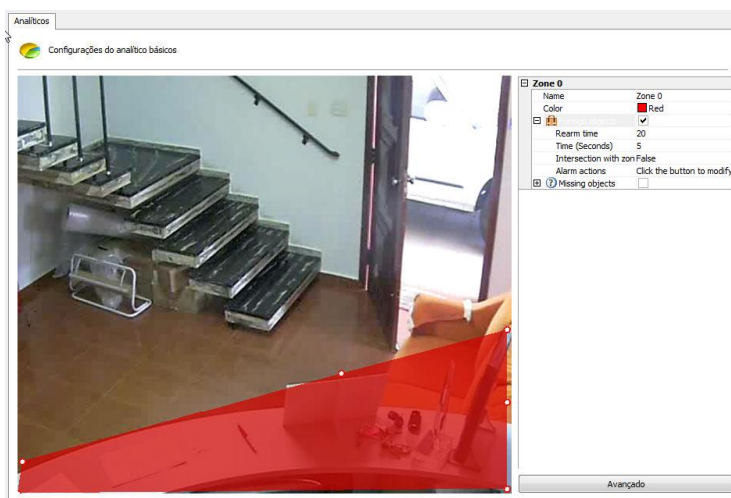 Analíticos
Configurações do analítico básicos
Zone 0
Name Zone 0
Color Red
Rearm time 20
Time (Seconds) 5
Intersection with zon False
Alarm actions Click the button to modify
Missing objects
Avançado